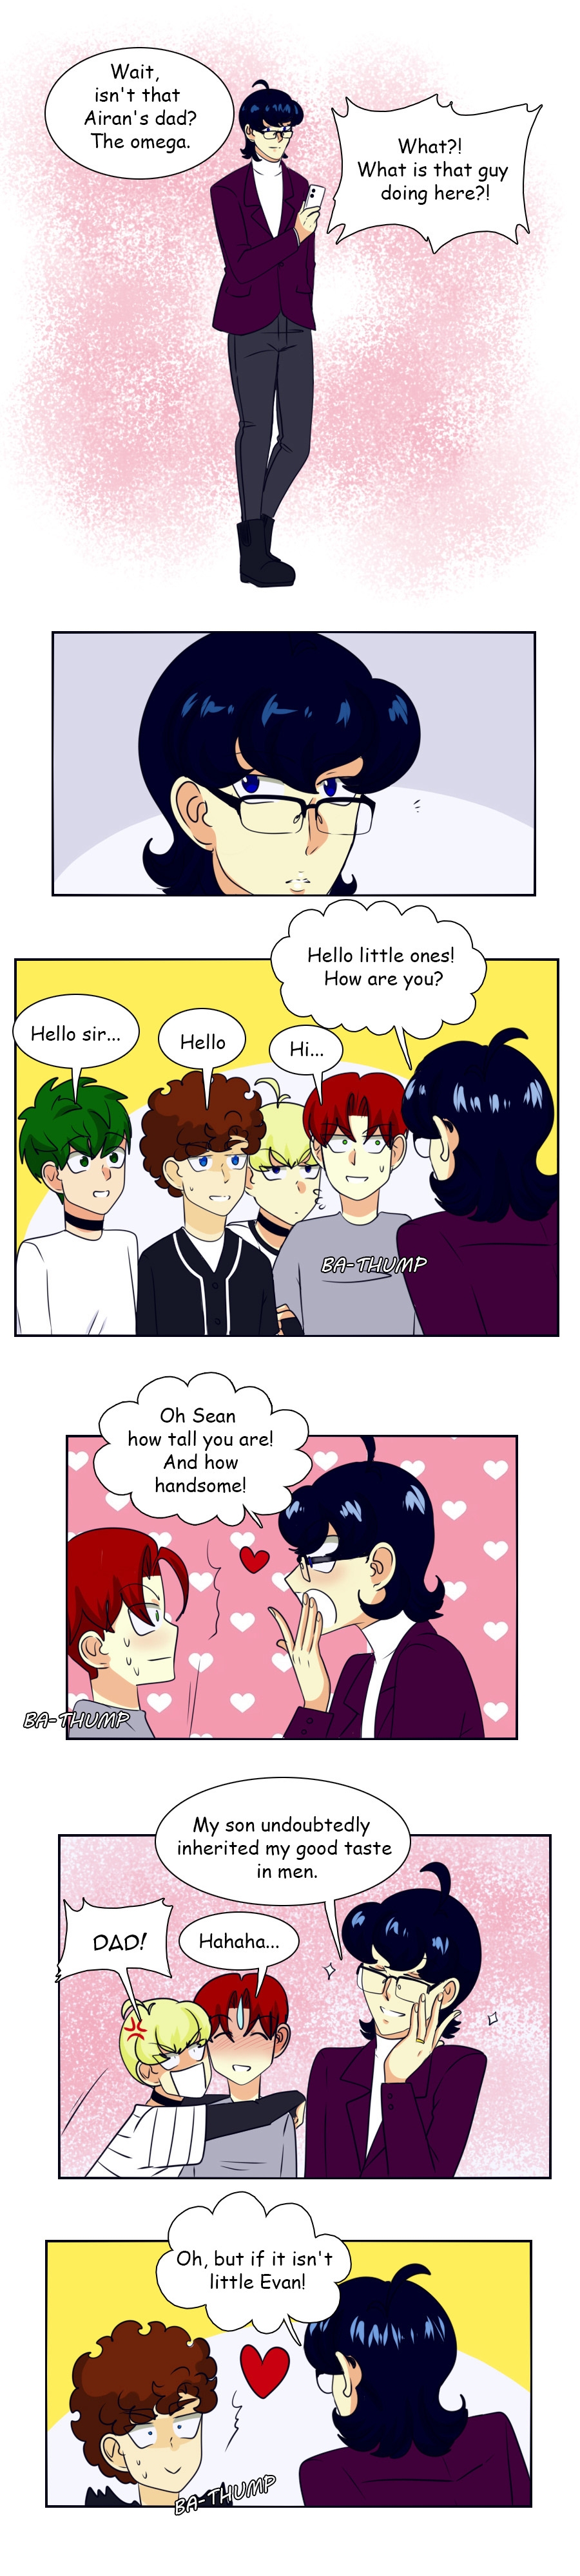 Wait,
isn't that
Airan's dad?
The omega.
What?!
What is that guy
doing here?!
Hello little ones!
How are you?
Hello sir...
Hello
Hi...
BA-THUMP
Oh Sean
how tall you are!
And how
handsome!
BA-THUMP
My son undoubtedly
inherited my good taste
in men.
DAD!
Hahaha...
Oh, but if it isn't
little Evan!
BA-THUMP